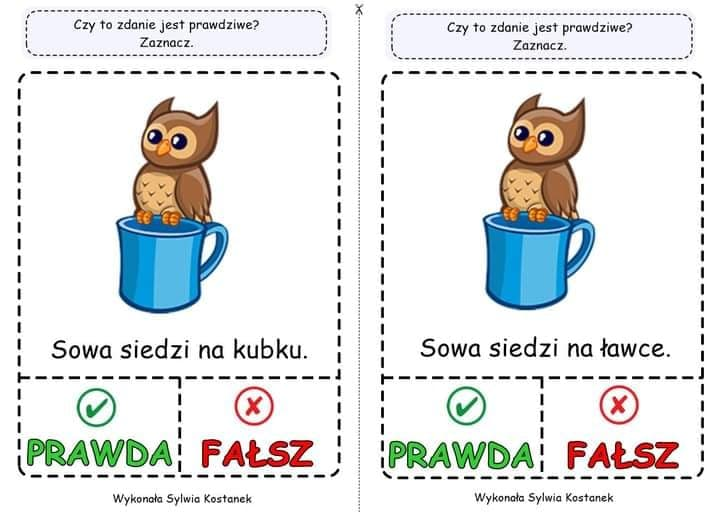 Czy to zdanie jest prawdziwe?
Zaznacz.
Sowa siedzi na kubku.
PRAWDA
FAŁSZ
Wykonała Sylwia Kostanek
Czy to zdanie jest prawdziwe?
Zaznacz.
Sowa siedzi na ławce.
PRAWDA
FAŁSZ
Wykonała Sylwia Kostanek